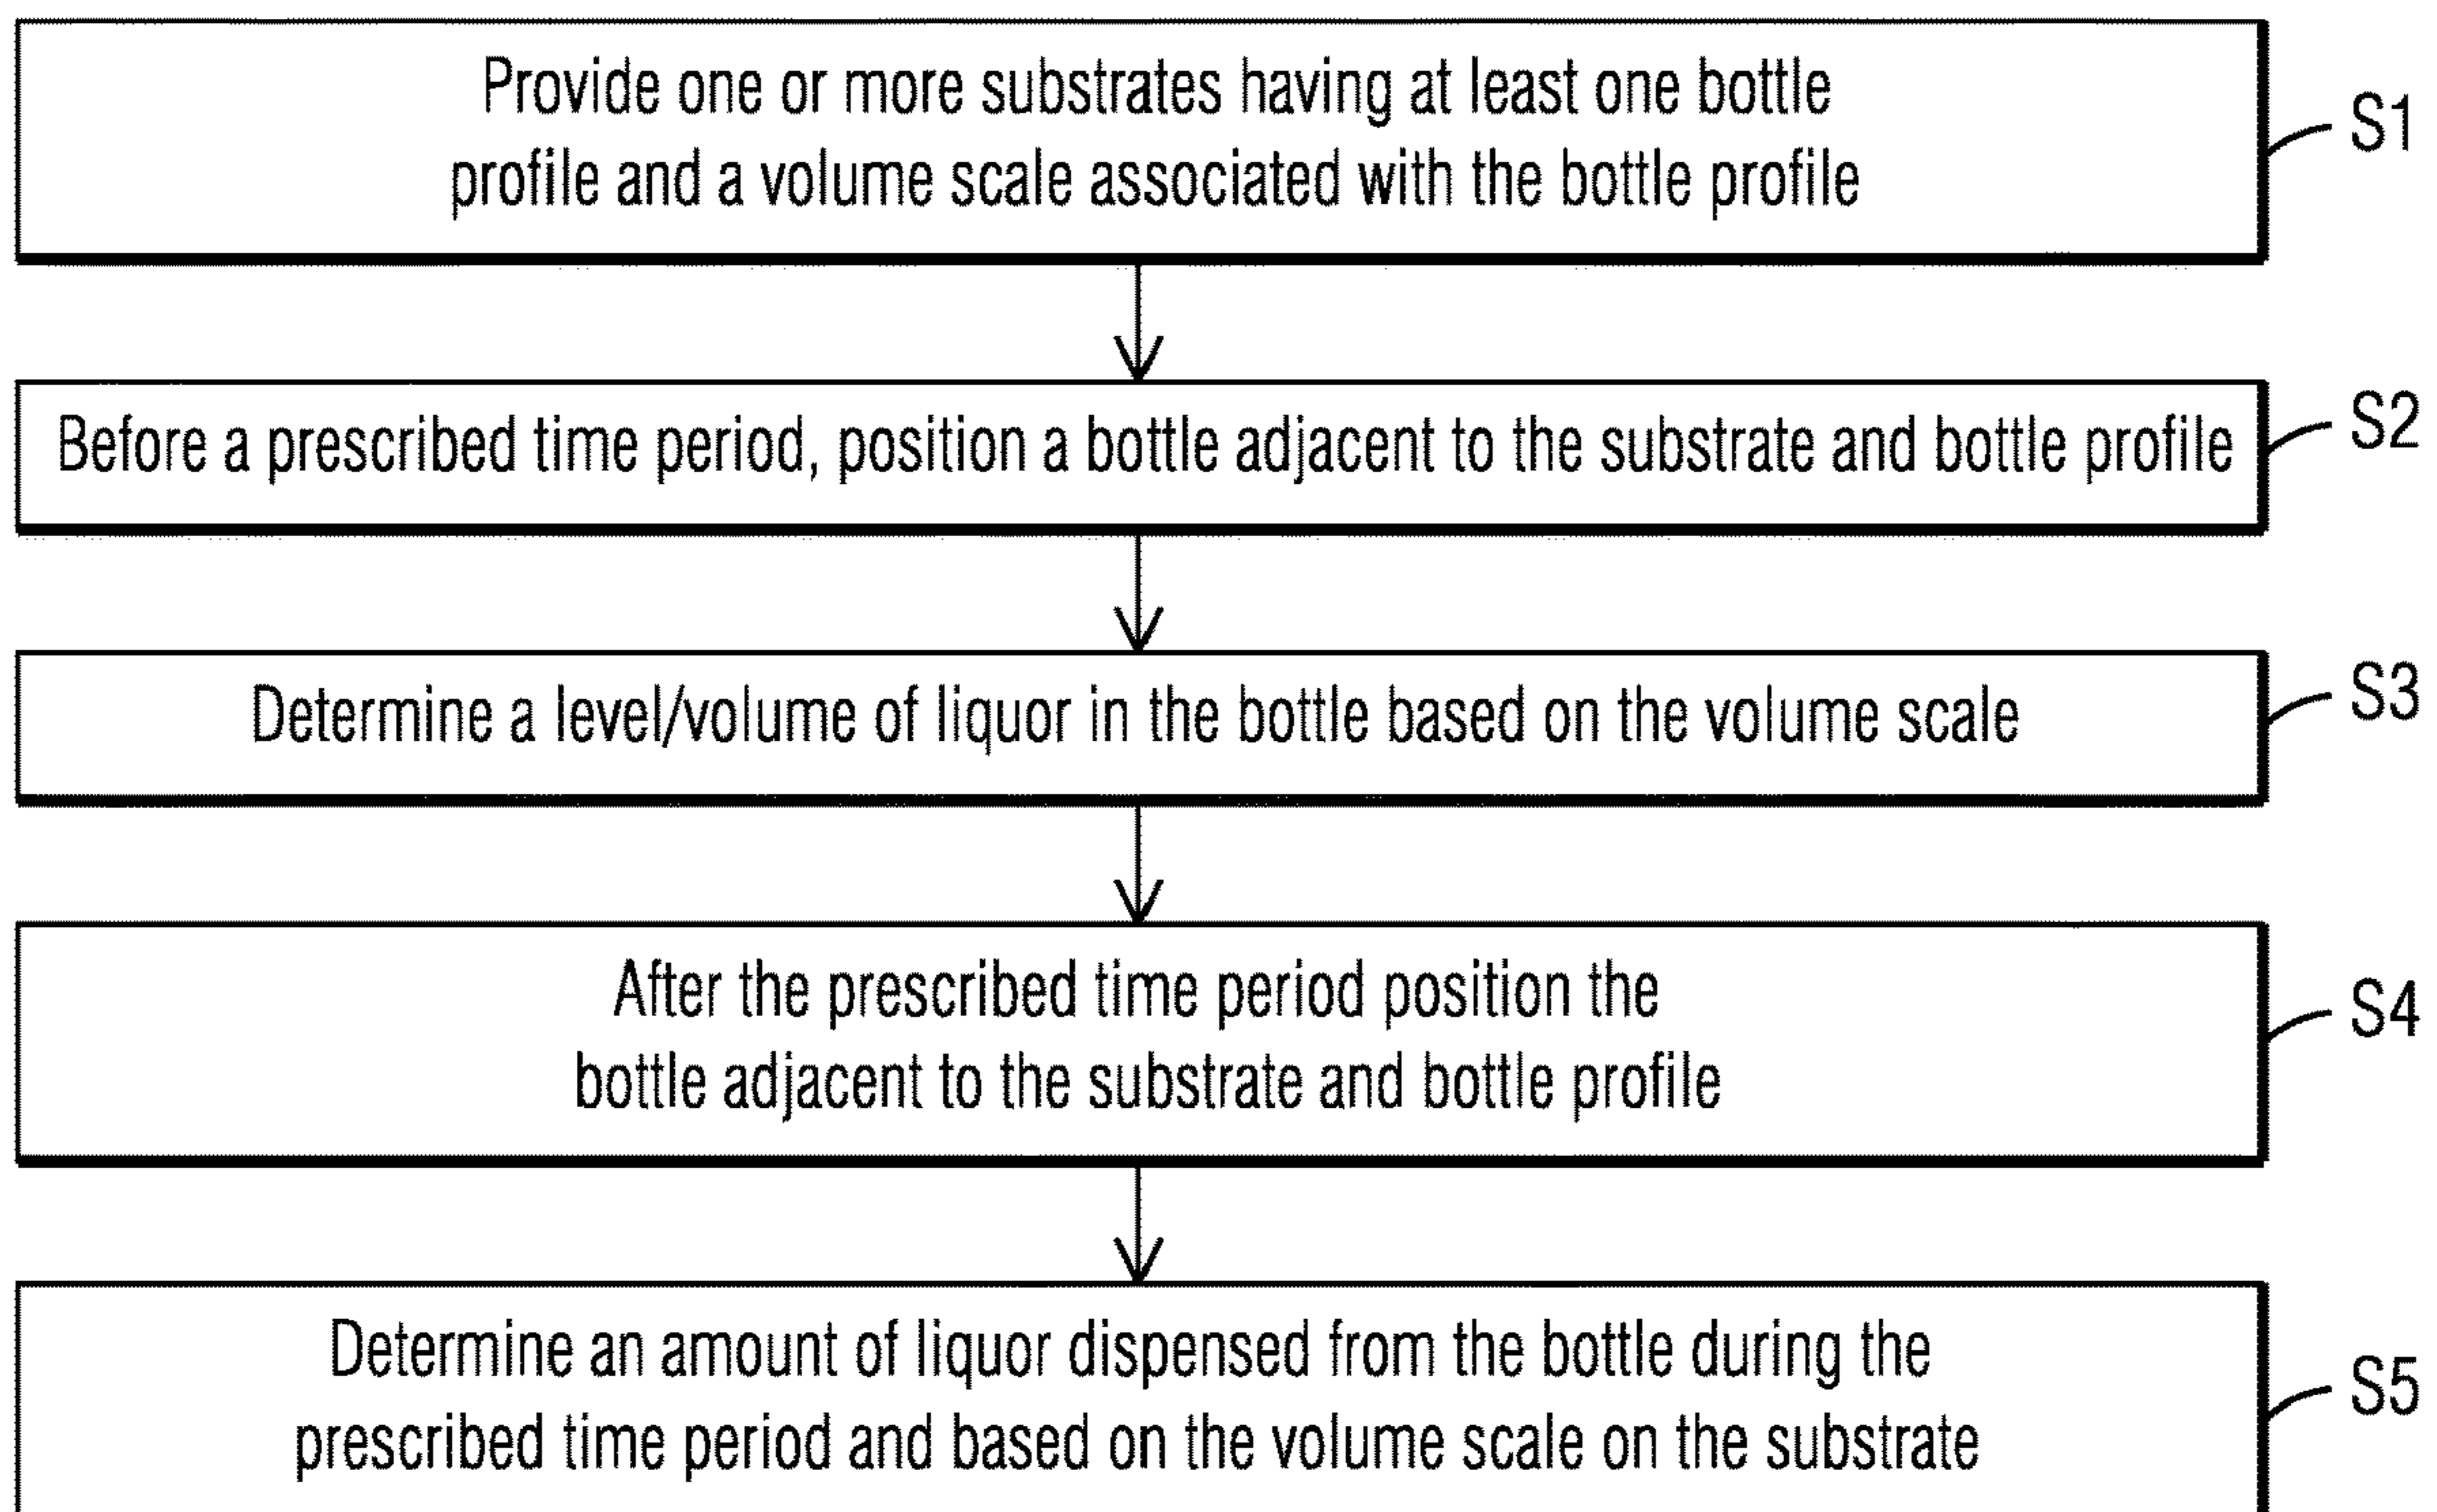 Provide one or more substrates having at least one bottle
profile and a volume scale associated with the bottle profile
S1
Before a prescribed time period, position a bottle adjacent to the substrate and bottle profile
S2
Determine a level/volume of liquor in the bottle based on the volume scale
S3
After the prescribed time period position the
bottle adjacent to the substrate and bottle profile
S4
Determine an amount of liquor dispensed from the bottle during the
prescribed time period and based on the volume scale on the substrate
S5